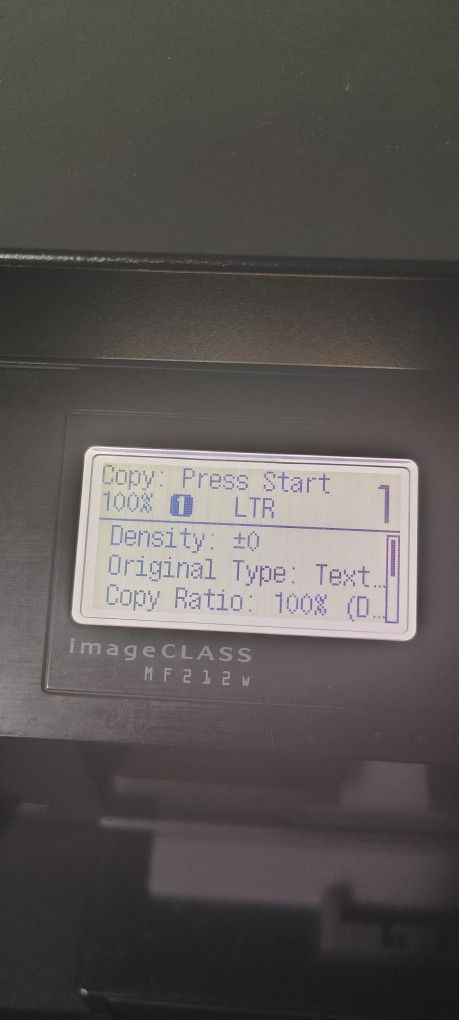 Copy: Press Start 1
100% 1 LTR
Density: ±0
Original Type: Text...
Copy Ratio: 100% (D...
imageCLASS
MF212w